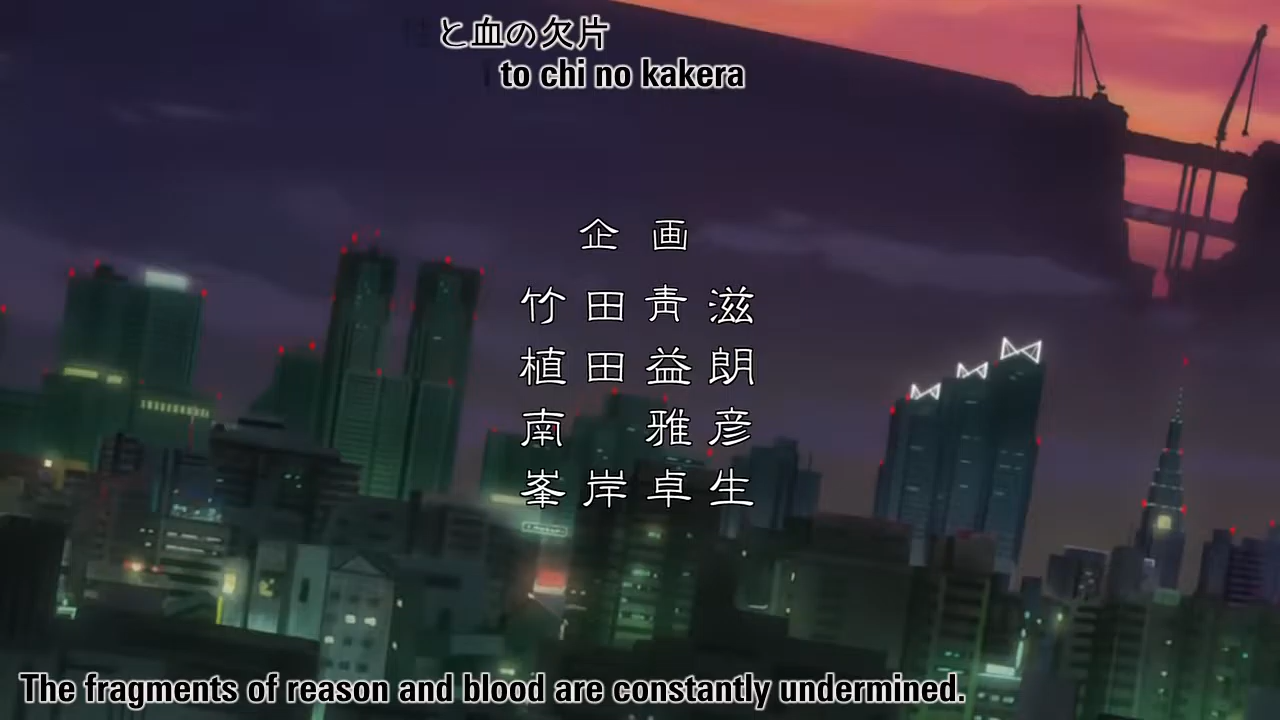 と血の欠片
to chi no kakera
企画
竹田青滋
植田益朗
南 雅彦
峯岸卓生
The fragments of reason and blood are constantly undermined.